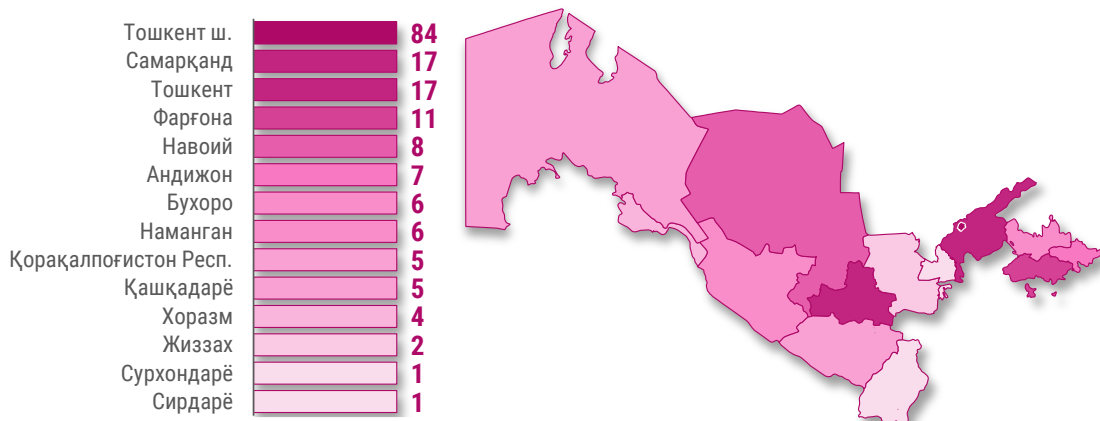 Тошкент ш. 84
Самарқанд 17
Тошкент 17
Фарғона 11
Навоий 8
Андижон 7
Бухоро 6
Наманган 6
Қорақалпоғистон Респ. 5
Қашқадарё 5
Хоразм 4
Жиззах 2
Сурхондарё 1
Сирдарё 1